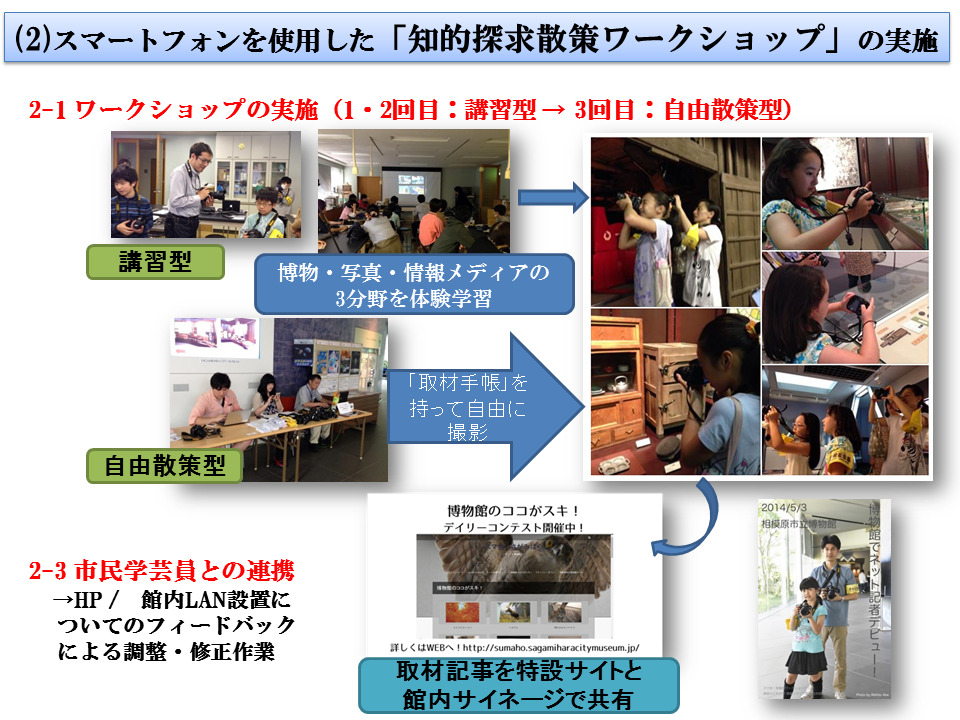 (2)スマートフォンを使用した「知的探求散策ワークショップ」の実施
2-1 ワークショップの実施（1・2回目：講習型→ 3回目：自由散策型）
講習型
博物・写真・情報メディアの
3分野を体験学習
「取材手帳」を
持って自由に
撮影
自由散策型
2-3 市民学芸員との連携
→HP / 館内LAN設置に
ついてのフィードバック
による調整・修正作業
博物館のココがスキ！
デイリーコンテスト開催中！
博物館のココがスキ！
詳しくはWEBへ！http://sumaho.sagamiharacitymuseum.jp/
取材記事を特設サイトと
館内サイネージで共有
2014/5/3
相模原市立博物館
博物館でネット記者デビュー！